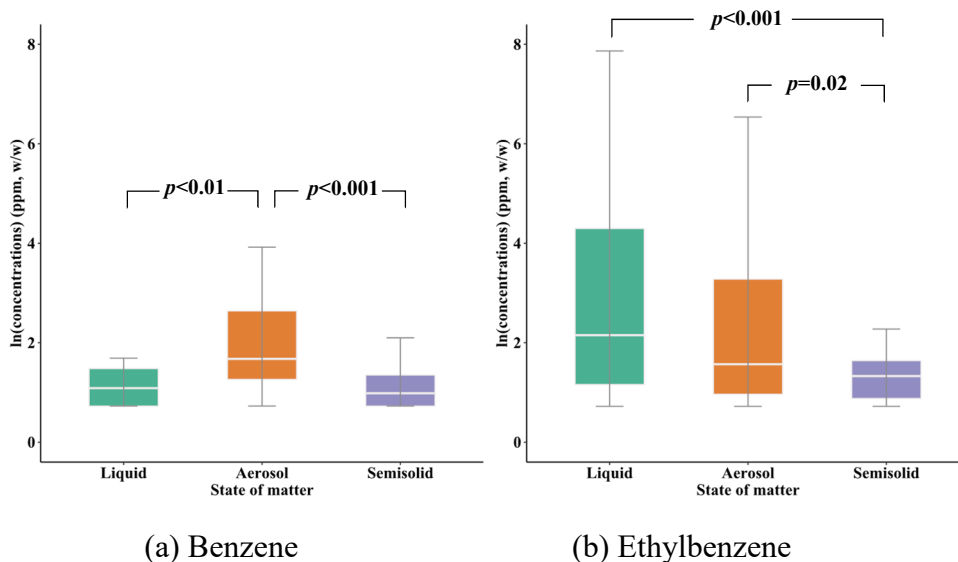 ln(concentrations) (ppm, w/w)
8
6
4
2
0
p<0.01
p<0.001
Liquid
Aerosol
Semisolid
State of matter
(a) Benzene
ln(concentrations) (ppm, w/w)
8
6
4
2
0
p<0.001
p=0.02
Liquid
Aerosol
Semisolid
State of matter
(b) Ethylbenzene